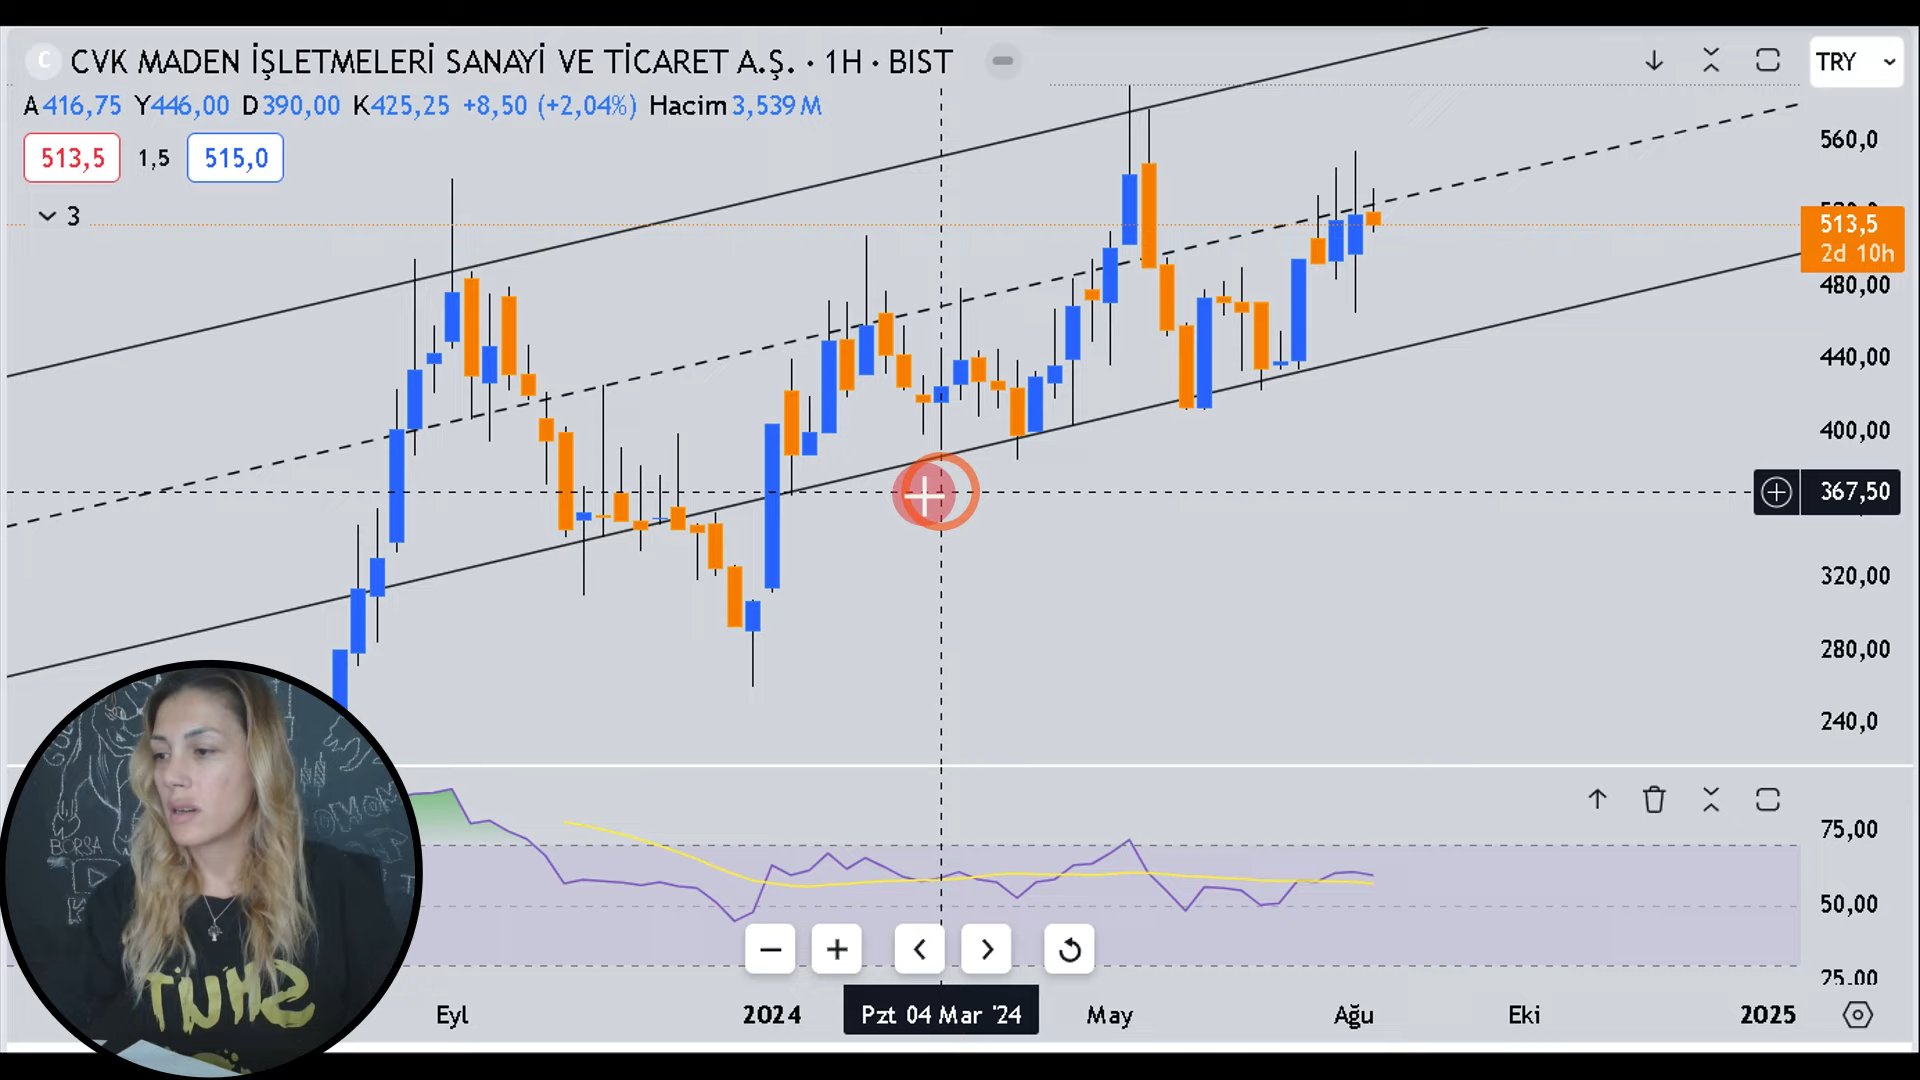 C CVK MADEN İŞLETMELERİ SANAYİ VE TİCARET A.Ş. · 1H · BIST
TRY
A416,75 Y446,00 D390,00 K425,25 +8,50 (+2,04%) Hacim3,539 M
513,5 1,5 515,0
3
560,0
513,5
2d 10h
480,00
440,00
400,00
367,50
320,00
280,00
240,0
75,00
50,00
25,00
Eyl 2024 Pzt 04 Mar '24 May Ağu Eki 2025
BORSA
SHUT